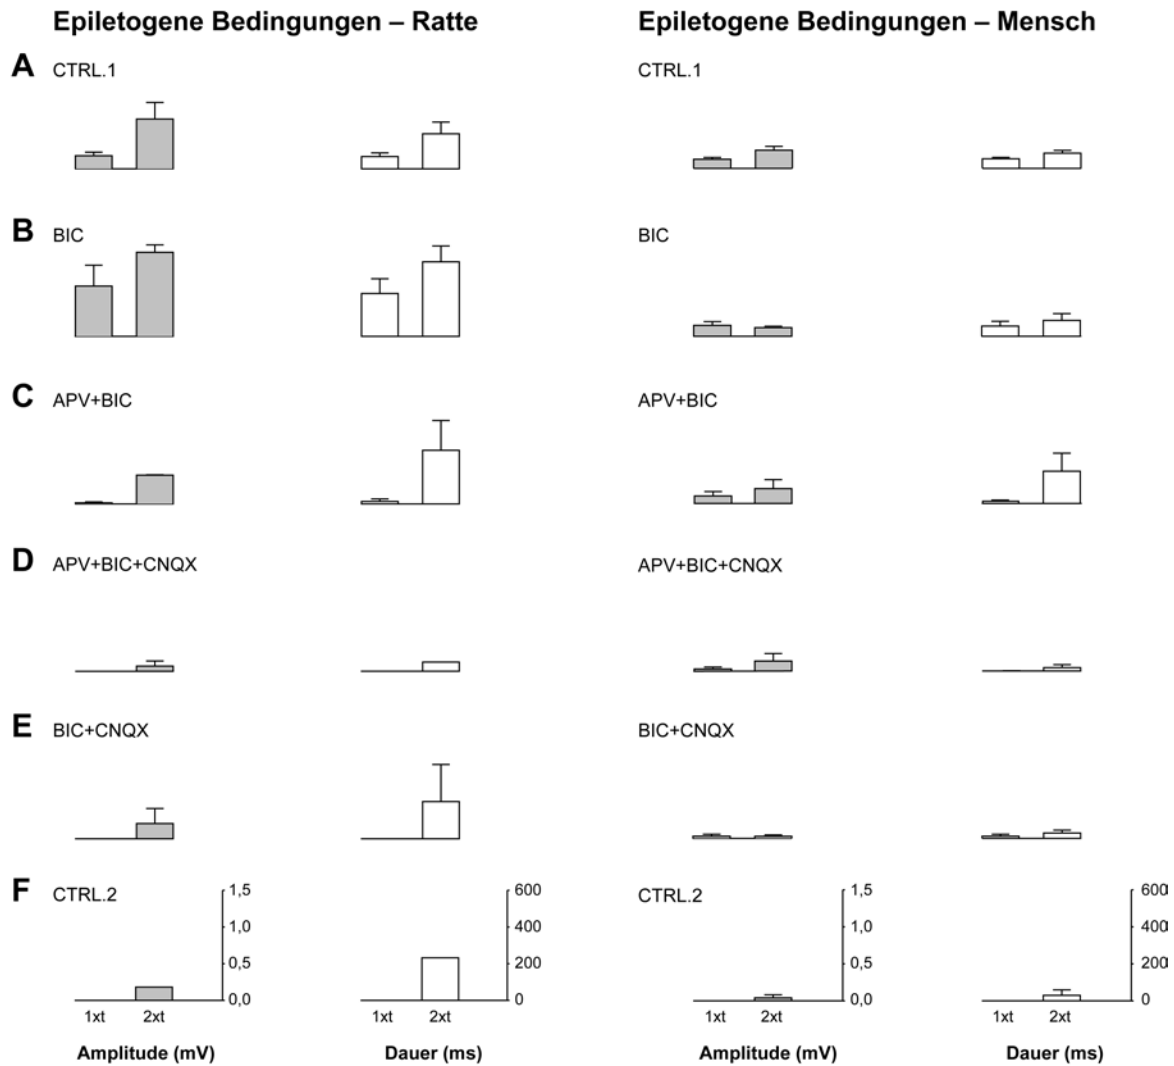 Epiletogene Bedingungen – Ratte
Epiletogene Bedingungen – Mensch
A CTRL.1
CTRL.1
B BIC
BIC
C APV+BIC
APV+BIC
D APV+BIC+CNQX
APV+BIC+CNQX
E BIC+CNQX
BIC+CNQX
F CTRL.2
1,5
1,0
0,5
0,0
1xt 2xt
Amplitude (mV)
600
400
200
0
1xt 2xt
Dauer (ms)
CTRL.2
1,5
1,0
0,5
0,0
1xt 2xt
Amplitude (mV)
600
400
200
0
1xt 2xt
Dauer (ms)